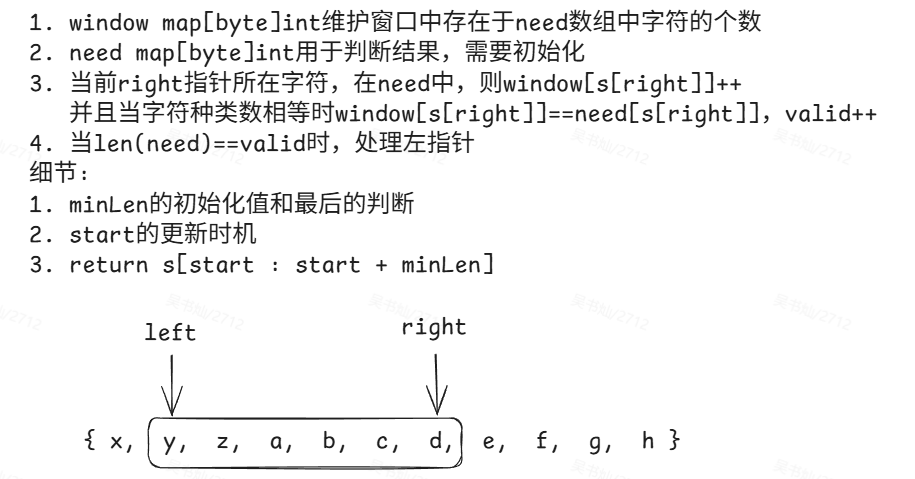 1. window map[byte]int维护窗口中存在于need数组中字符的个数
2. need map[byte]int用于判断结果，需要初始化
3. 当前right指针所在字符，在need中，则window[s[right]]++
并且当字符种类数相等时window[s[right]]==need[s[right]]，valid++
4. 当len(need)==valid时，处理左指针
细节：
1. minLen的初始化值和最后的判断
2. start的更新时机
3. return s[start : start + minLen]
left
right
{ x, y, z, a, b, c, d, e, f, g, h }